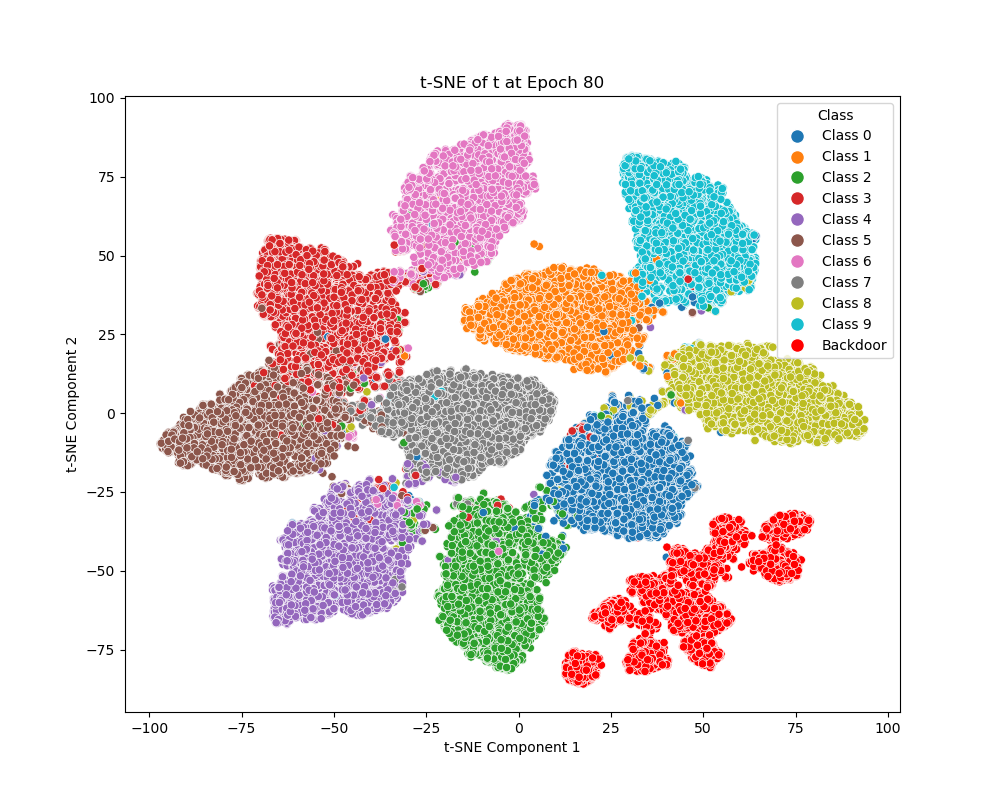 t-SNE of t at Epoch 80
Class
Class 0
Class 1
Class 2
Class 3
Class 4
Class 5
Class 6
Class 7
Class 8
Class 9
Backdoor
100
75
50
25
0
−25
−50
−75
t-SNE Component 2
−100
−75
−50
−25
0
25
50
75
100
t-SNE Component 1